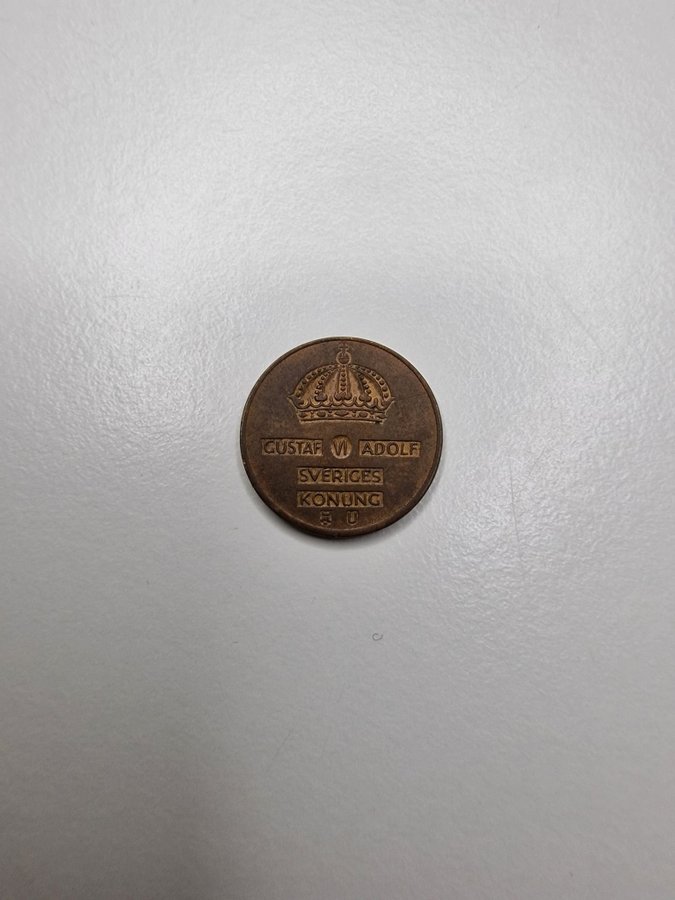 GUSTAF VI ADOLF
SVERIGES
KONUNG
U